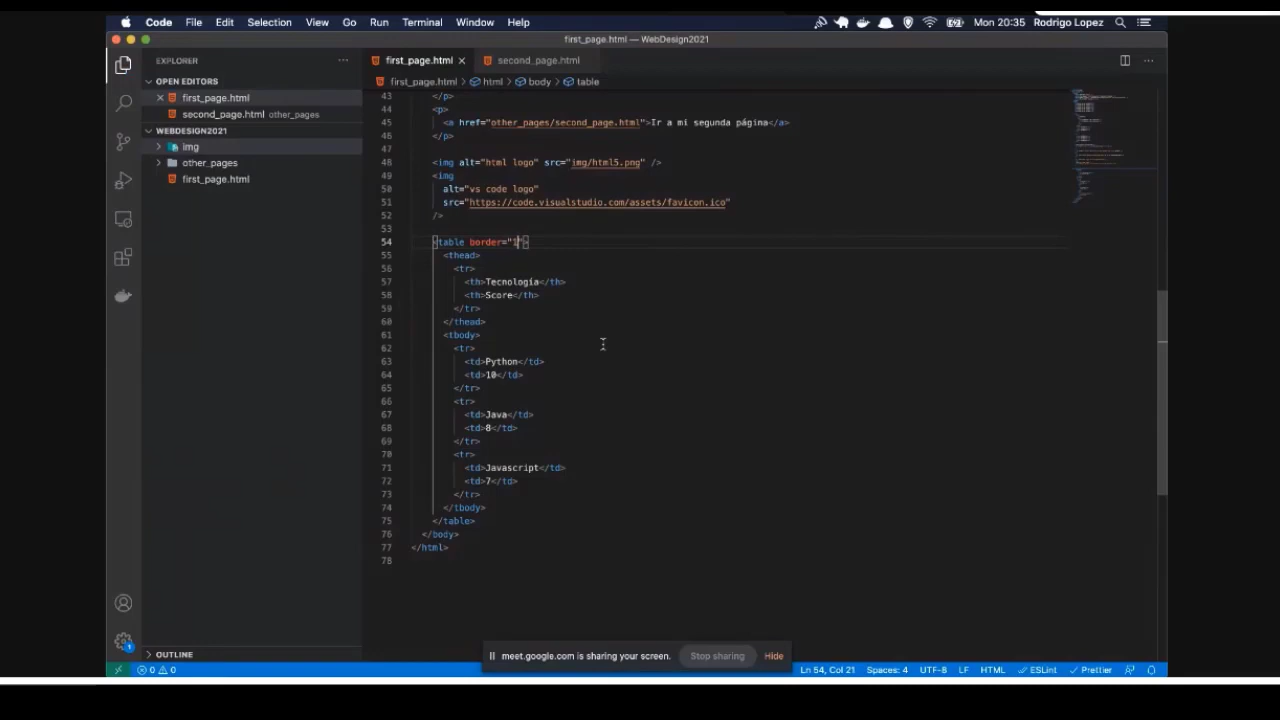 Code File Edit Selection View Go Run Terminal Window Help Mon 20:35 Rodrigo Lopez
first_page.html — WebDesign2021
EXPLORER
OPEN EDITORS
first_page.html
second_page.html other_pages
WEBDESIGN2021
img
other_pages
first_page.html
OUTLINE
first_page.html second_page.html
first_page.html > html > body > table
43 </p>
44 <p>
45 <a href="other_pages/second_page.html">Ir a mi segunda página</a>
46 </p>
47
48 <img alt="html logo" src="img/html5.png" />
49 <img
50 alt="vs code logo"
51 src="https://code.visualstudio.com/assets/favicon.ico"
52 />
53
54 <table border="1">
55 <thead>
56 <tr>
57 <th>Tecnologia</th>
58 <th>Score</th>
59 </tr>
60 </thead>
61 <tbody>
62 <tr>
63 <td>Python</td>
64 <td>10</td>
65 </tr>
66 <tr>
67 <td>Java</td>
68 <td>8</td>
69 </tr>
70 <tr>
71 <td>Javascript</td>
72 <td>7</td>
73 </tr>
74 </tbody>
75 </table>
76 </body>
77 </html>
78
meet.google.com is sharing your screen. Stop sharing Hide
0 0 Ln 54, Col 21 Spaces: 4 UTF-8 LF HTML ESLint Prettier